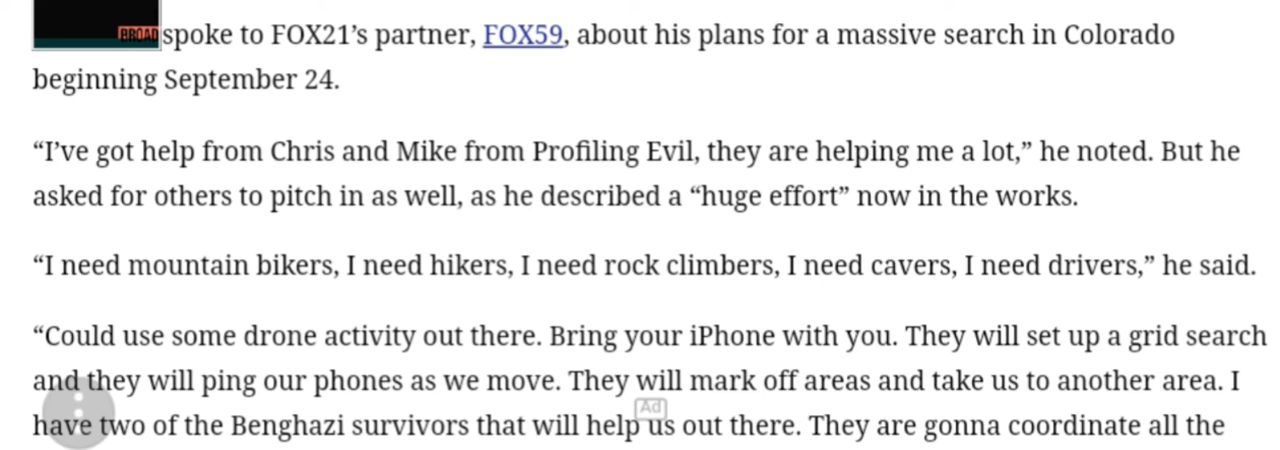 BROAD
spoke to FOX21’s partner, FOX59, about his plans for a massive search in Colorado
beginning September 24.
“I’ve got help from Chris and Mike from Profiling Evil, they are helping me a lot,” he noted. But he
asked for others to pitch in as well, as he described a “huge effort” now in the works.
“I need mountain bikers, I need hikers, I need rock climbers, I need cavers, I need drivers,” he said.
“Could use some drone activity out there. Bring your iPhone with you. They will set up a grid search
and they will ping our phones as we move. They will mark off areas and take us to another area. I
Ad
have two of the Benghazi survivors that will help us out there. They are gonna coordinate all the